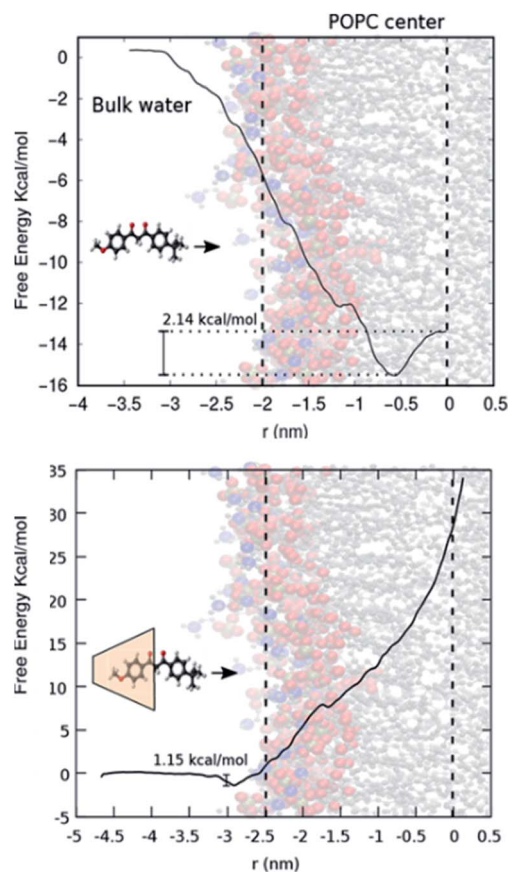 POPC center
0
−2
−4
−6
−8
−10
−12
−14
−16
Free Energy Kcal/mol
Bulk water
2.14 kcal/mol
−4 −3.5 −3 −2.5 −2 −1.5 −1 −0.5 0 0.5
r (nm)
35
30
25
20
15
10
5
0
-5
Free Energy Kcal/mol
1.15 kcal/mol
-5 -4.5 -4 -3.5 -3 -2.5 -2 -1.5 -1 -0.5 0 0.5
r (nm)